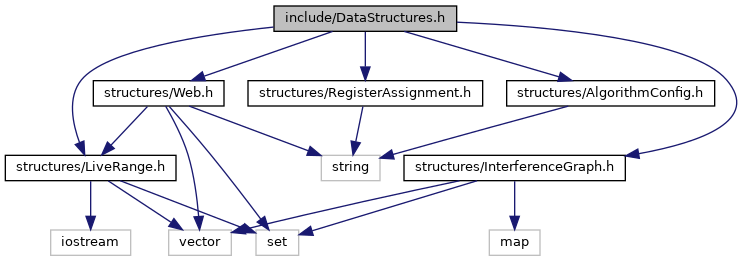 include/DataStructures.h
structures/Web.h
structures/RegisterAssignment.h
structures/AlgorithmConfig.h
structures/LiveRange.h
string
structures/InterferenceGraph.h
iostream
vector
set
map